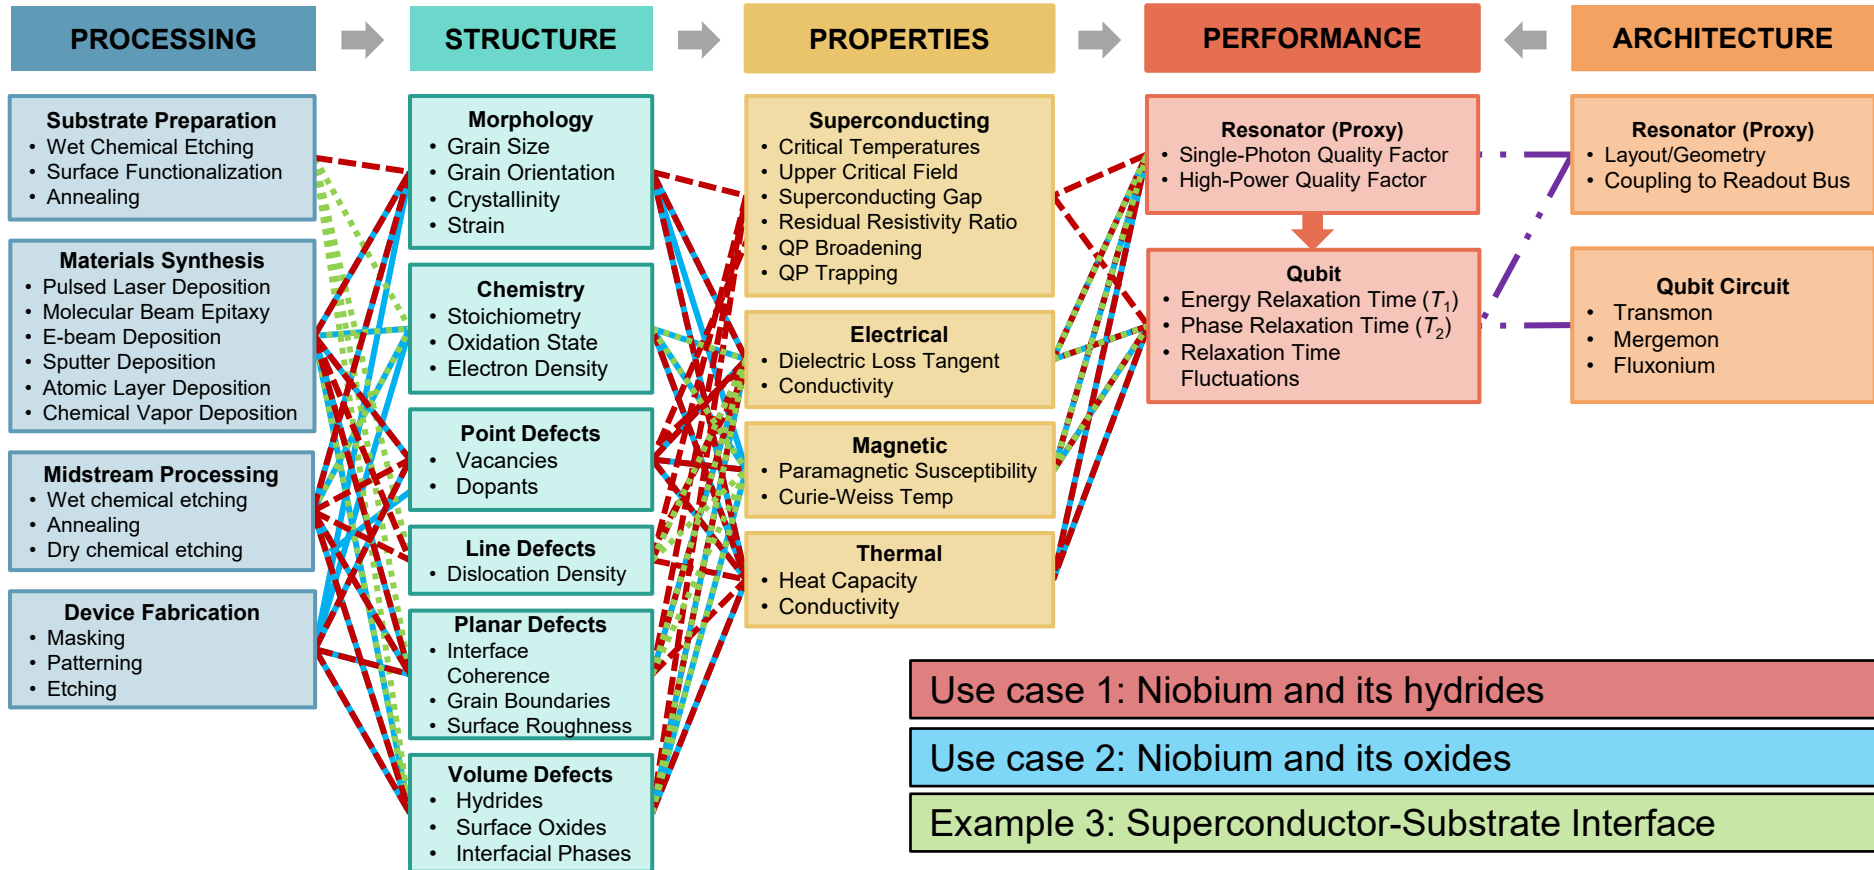 PROCESSING
STRUCTURE
PROPERTIES
PERFORMANCE
ARCHITECTURE
Substrate Preparation
• Wet Chemical Etching
• Surface Functionalization
• Annealing
Materials Synthesis
• Pulsed Laser Deposition
• Molecular Beam Epitaxy
• E-beam Deposition
• Sputter Deposition
• Atomic Layer Deposition
• Chemical Vapor Deposition
Midstream Processing
• Wet chemical etching
• Annealing
• Dry chemical etching
Device Fabrication
• Masking
• Patterning
• Etching
Morphology
• Grain Size
• Grain Orientation
• Crystallinity
• Strain
Chemistry
• Stoichiometry
• Oxidation State
• Electron Density
Point Defects
• Vacancies
• Dopants
Line Defects
• Dislocation Density
Planar Defects
• Interface
Coherence
• Grain Boundaries
• Surface Roughness
Volume Defects
• Hydrides
• Surface Oxides
• Interfacial Phases
Superconducting
• Critical Temperatures
• Upper Critical Field
• Superconducting Gap
• Residual Resistivity Ratio
• QP Broadening
• QP Trapping
Electrical
• Dielectric Loss Tangent
• Conductivity
Magnetic
• Paramagnetic Susceptibility
• Curie-Weiss Temp
Thermal
• Heat Capacity
• Conductivity
Resonator (Proxy)
• Single-Photon Quality Factor
• High-Power Quality Factor
Qubit
• Energy Relaxation Time (T₁)
• Phase Relaxation Time (T₂)
• Relaxation Time
Fluctuations
Resonator (Proxy)
• Layout/Geometry
• Coupling to Readout Bus
Qubit Circuit
• Transmon
• Mergemon
• Fluxonium
Use case 1: Niobium and its hydrides
Use case 2: Niobium and its oxides
Example 3: Superconductor-Substrate Interface